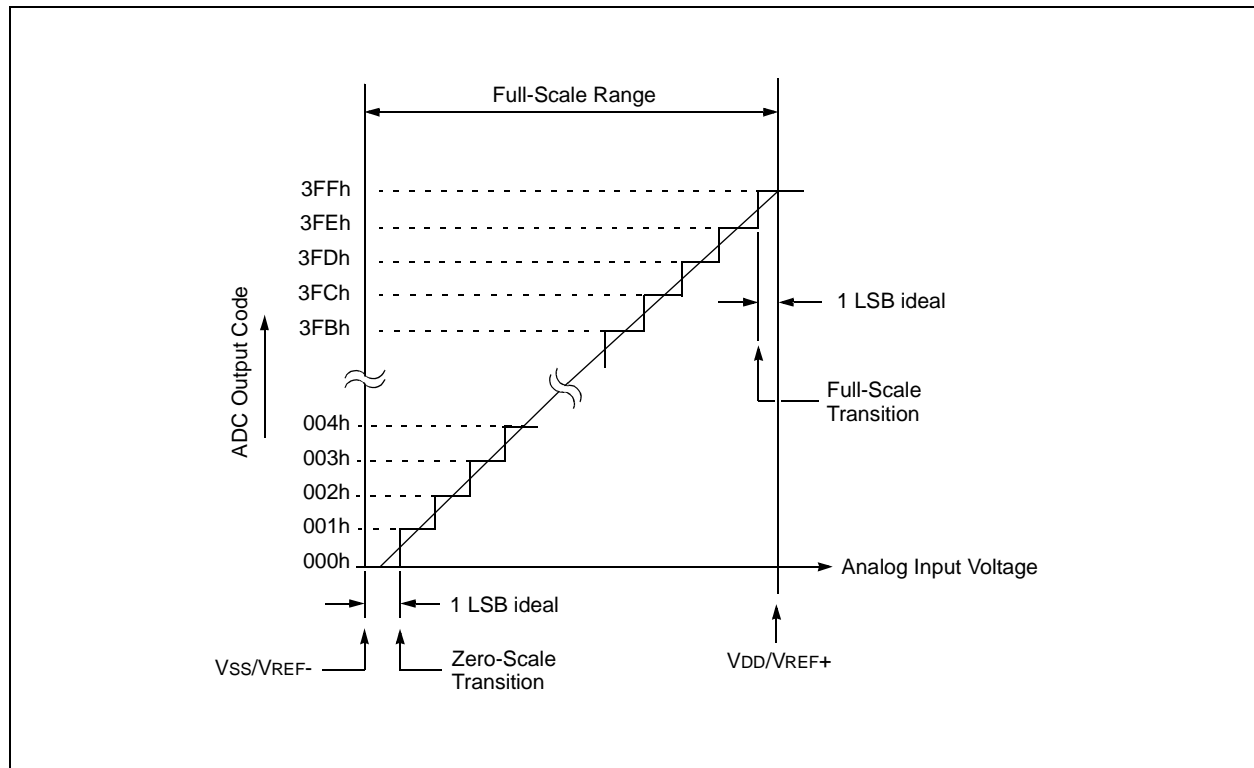 Full-Scale Range
3FFh
3FEh
3FDh
3FCh
3FBh
1 LSB ideal
ADC Output Code
Full-Scale
Transition
004h
003h
002h
001h
000h
Analog Input Voltage
1 LSB ideal
VSS/VREF-
Zero-Scale
Transition
VDD/VREF+